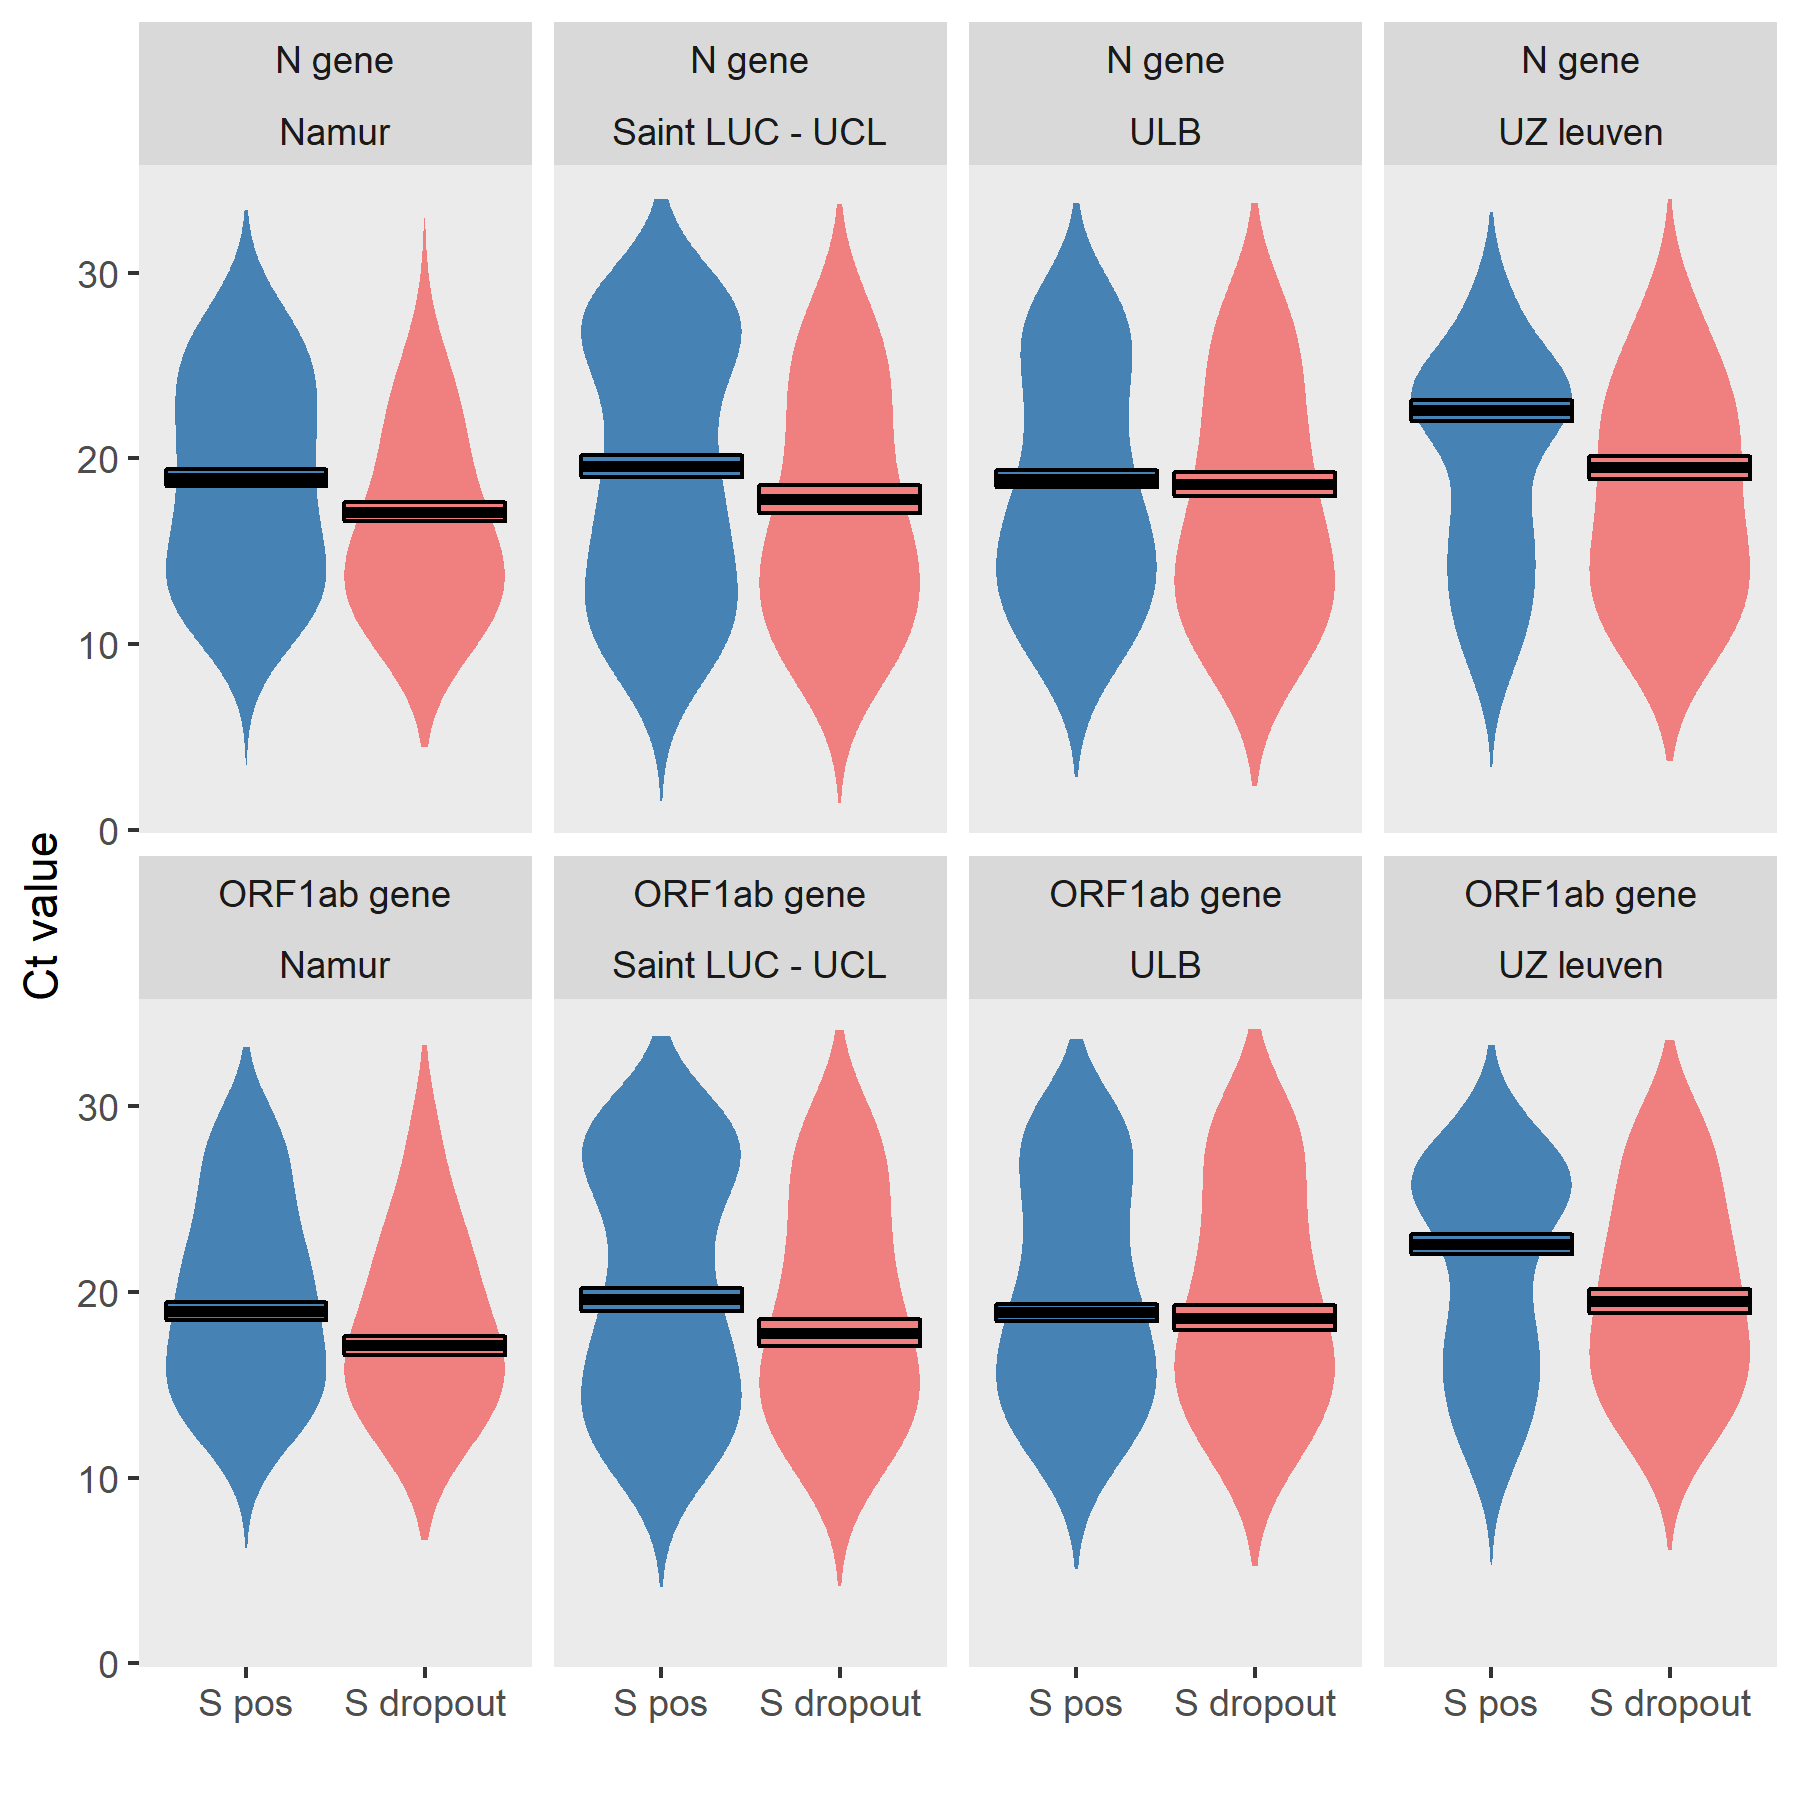 N gene N gene N gene N gene
Namur Saint LUC - UCL ULB UZ leuven
30
20
10
0
Ct value
ORF1ab gene ORF1ab gene ORF1ab gene ORF1ab gene
Namur Saint LUC - UCL ULB UZ leuven
30
20
10
0
S pos S dropout S pos S dropout S pos S dropout S pos S dropout